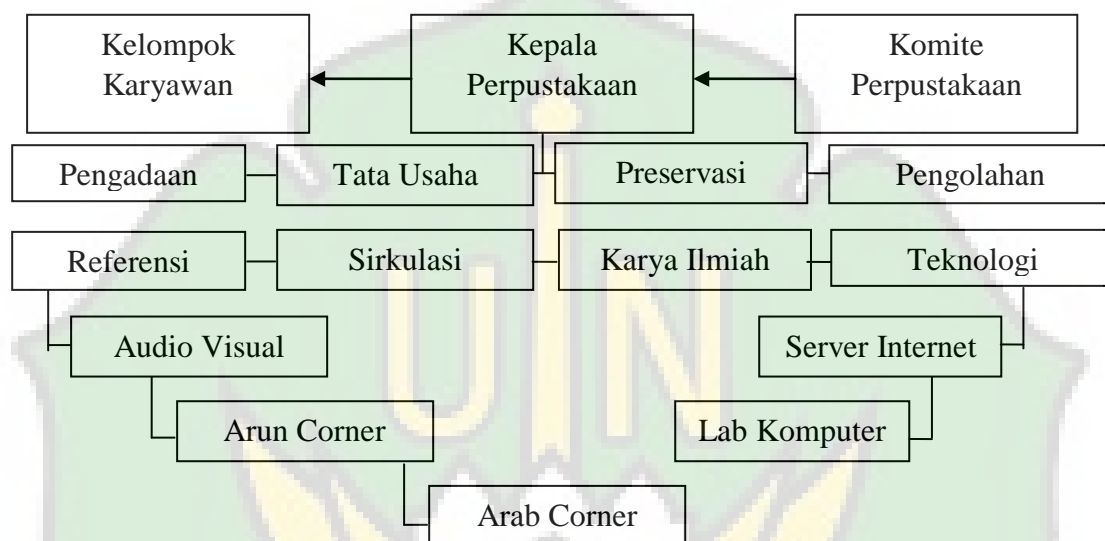 Kelompok
Karyawan
Kepala
Perpustakaan
Komite
Perpustakaan
Pengadaan
Tata Usaha
Preservasi
Pengolahan
Referensi
Sirkulasi
Karya Ilmiah
Teknologi
Audio Visual
Server Internet
Arun Corner
Lab Komputer
Arab Corner
UIN